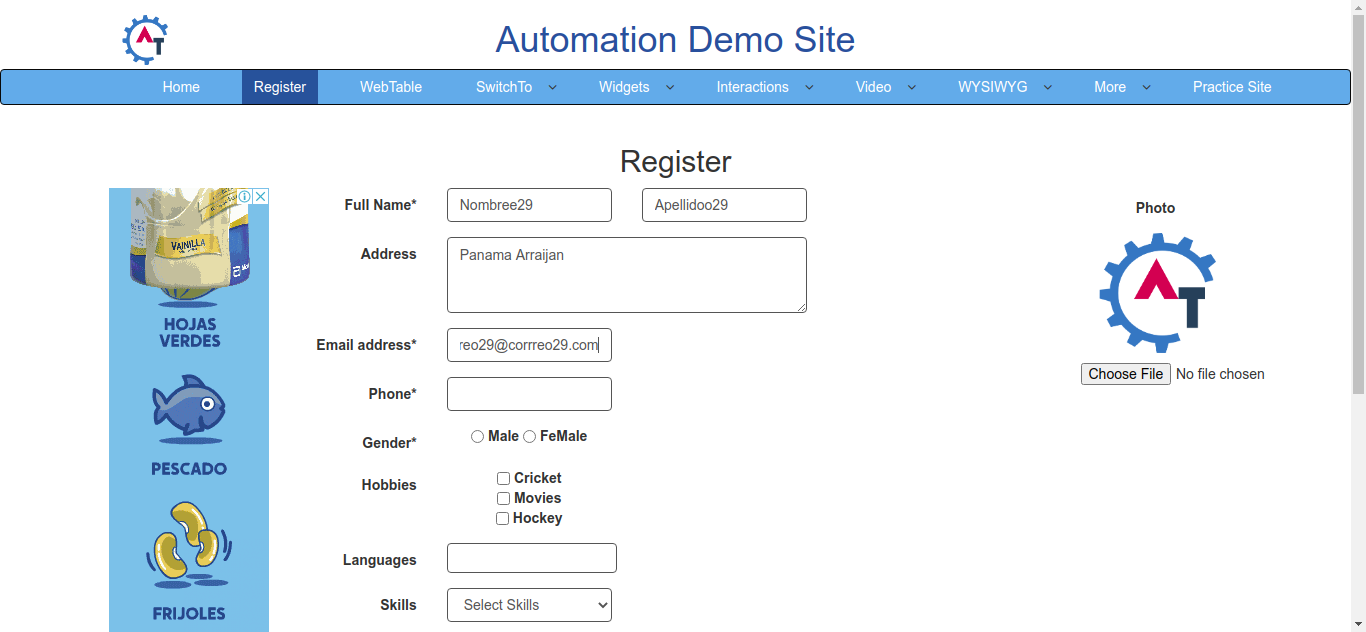 AT
Automation Demo Site
Home Register WebTable SwitchTo Widgets Interactions Video WYSIWYG More Practice Site
Register
Full Name* Nombree29 Apellidoo29
Photo
Address Panama Arraijan
AT
VAINILLA
HOJAS
VERDES
Email address* reo29@corrreo29.com
Choose File No file chosen
Phone*
Gender* Male FeMale
PESCADO
Hobbies Cricket
Movies
Hockey
Languages
Skills Select Skills
FRIJOLES